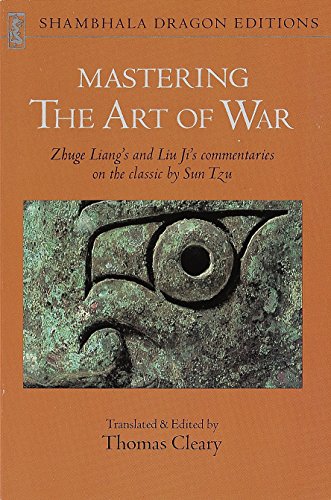 SHAMBHALA DRAGON EDITIONS
MASTERING
THE ART OF WAR
Zhuge Liang's and Liu Ji's commentaries
on the classic by Sun Tzu
Translated & Edited by
Thomas Cleary